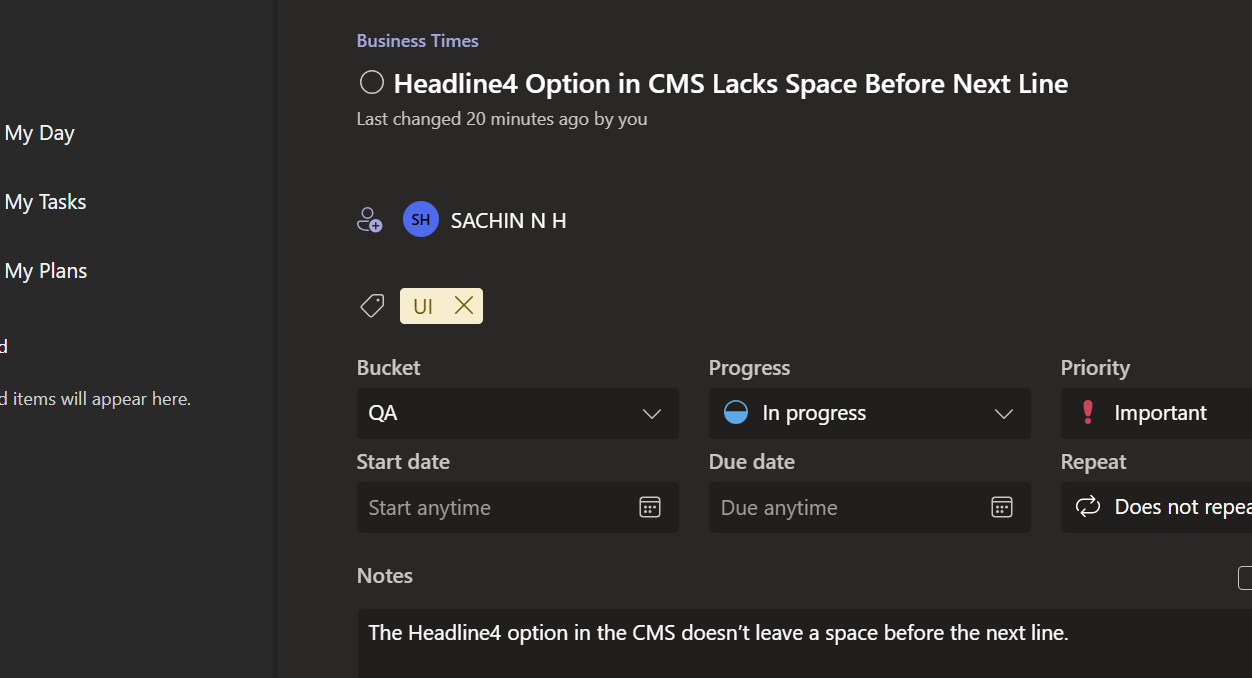 Business Times
Headline4 Option in CMS Lacks Space Before Next Line
Last changed 20 minutes ago by you
My Day
My Tasks
My Plans
d
d items will appear here.
SH SACHIN N H
UI
Bucket Progress Priority
QA In progress Important
Start date Due date Repeat
Start anytime Due anytime Does not repea
Notes
The Headline4 option in the CMS doesn’t leave a space before the next line.